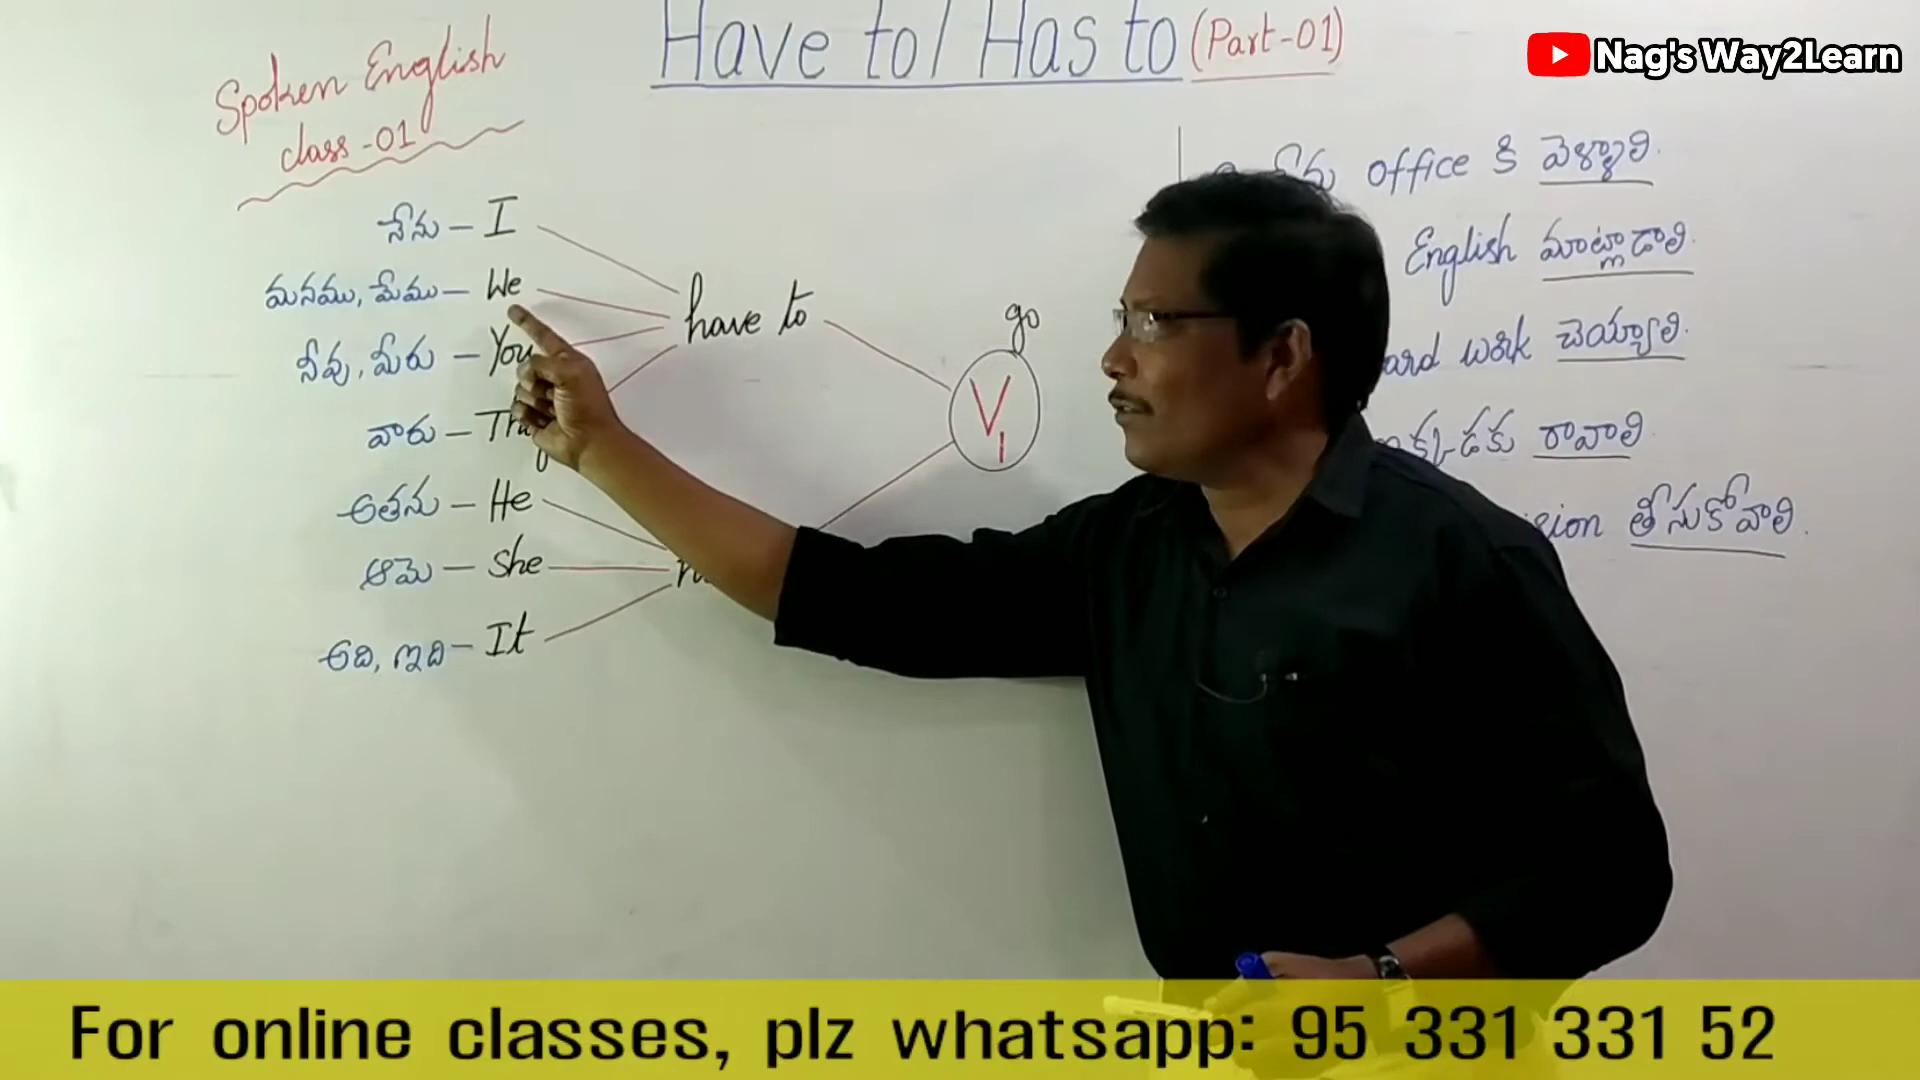 Have to / Has to (Part-01)
Nag's Way2Learn
Spoken English
class -01
నేను – I
మనము, మేము – We
నీవు, మీరు – You
వారు –
అతను – He
ఆమె – She
అది, ఇది – It
have to
go
V1
office కి వెళ్ళాలి.
English మాట్లాడాలి.
work చెయ్యాలి.
రావాలి.
తీసుకోవాలి.
For online classes, plz whatsapp: 95 331 331 52